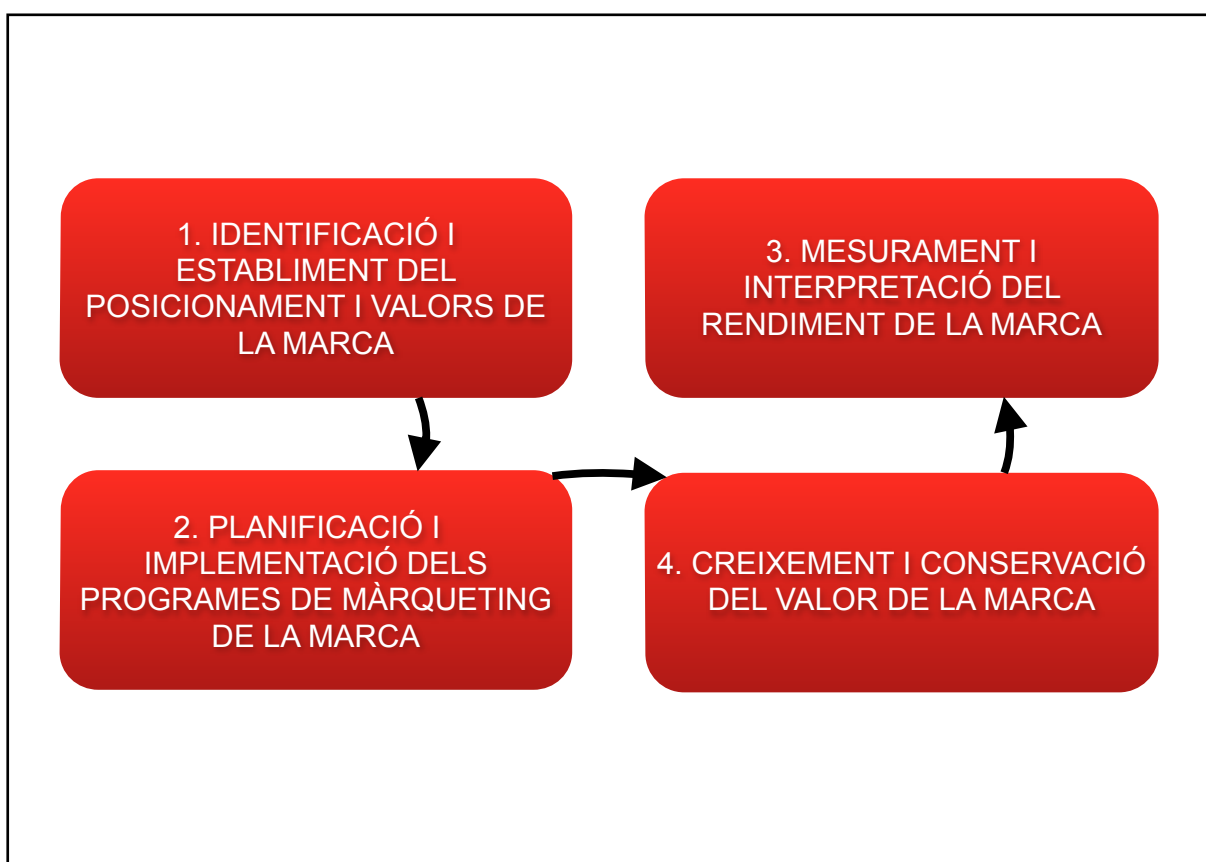 1. IDENTIFICACIÓ I
ESTABLIMENT DEL
POSICIONAMENT I VALORS DE
LA MARCA
2. PLANIFICACIÓ I
IMPLEMENTACIÓ DELS
PROGRAMES DE MÀRQUETING
DE LA MARCA
3. MESURAMENT I
INTERPRETACIÓ DEL
RENDIMENT DE LA MARCA
4. CREIXEMENT I CONSERVACIÓ
DEL VALOR DE LA MARCA